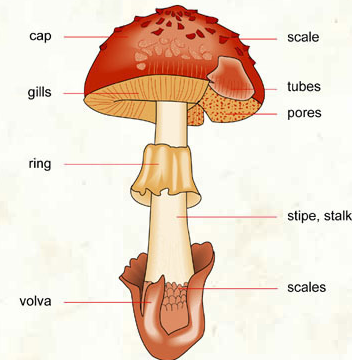 cap
scale
gills
tubes
pores
ring
stipe, stalk
scales
volva